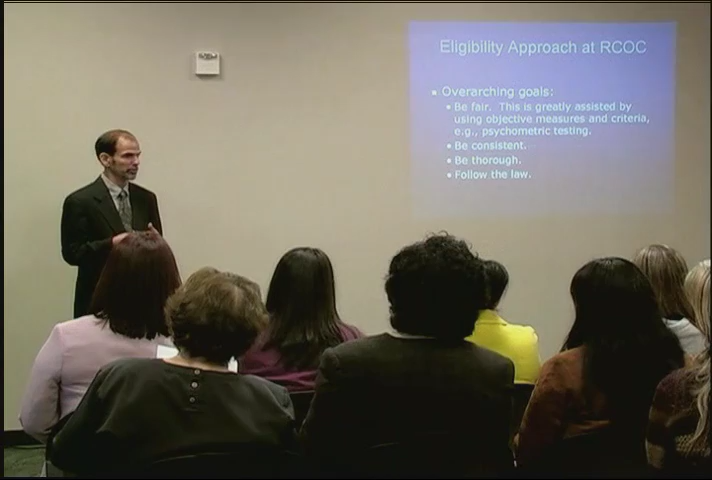 Eligibility Approach at RCOC
▪ Overarching goals:
▪ Be fair. This is greatly assisted by
using objective measures and criteria,
e.g., psychometric testing.
▪ Be consistent.
▪ Be thorough.
▪ Follow the law.